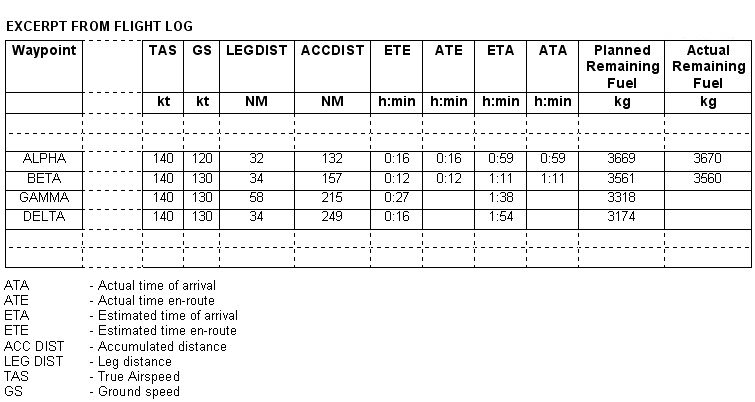 EXCERPT FROM FLIGHT LOG
Waypoint TAS GS LEGDIST ACCDIST ETE ATE ETA ATA Planned Remaining Fuel Actual Remaining Fuel
kt kt NM NM h:min h:min h:min h:min kg kg
ALPHA 140 120 32 132 0:16 0:16 0:59 0:59 3669 3670
BETA 140 130 34 157 0:12 0:12 1:11 1:11 3561 3560
GAMMA 140 130 58 215 0:27 1:38 3318
DELTA 140 130 34 249 0:16 1:54 3174
ATA - Actual time of arrival
ATE - Actual time en-route
ETA - Estimated time of arrival
ETE - Estimated time en-route
ACC DIST - Accumulated distance
LEG DIST - Leg distance
TAS - True Airspeed
GS - Ground speed